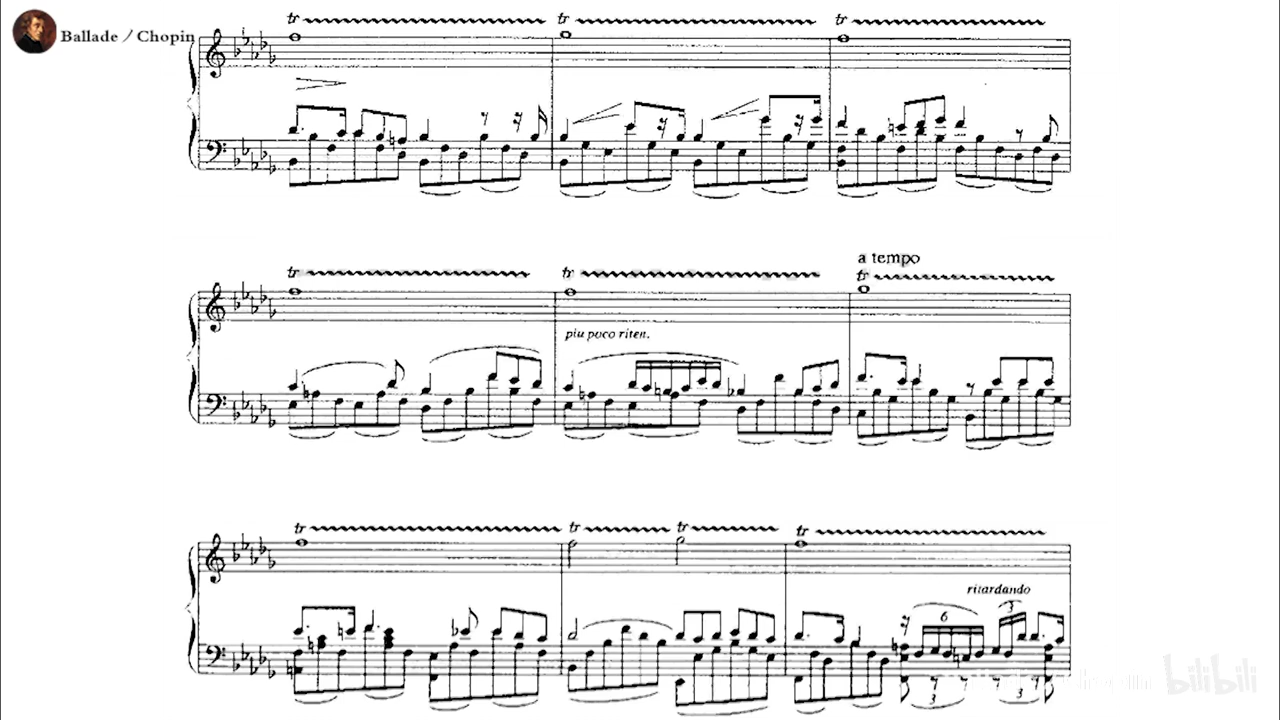 Ballade / Chopin
tr tr tr
a tempo
tr tr tr
più poco riten.
tr tr tr tr
ritardando
6 3
3 3
bilibili